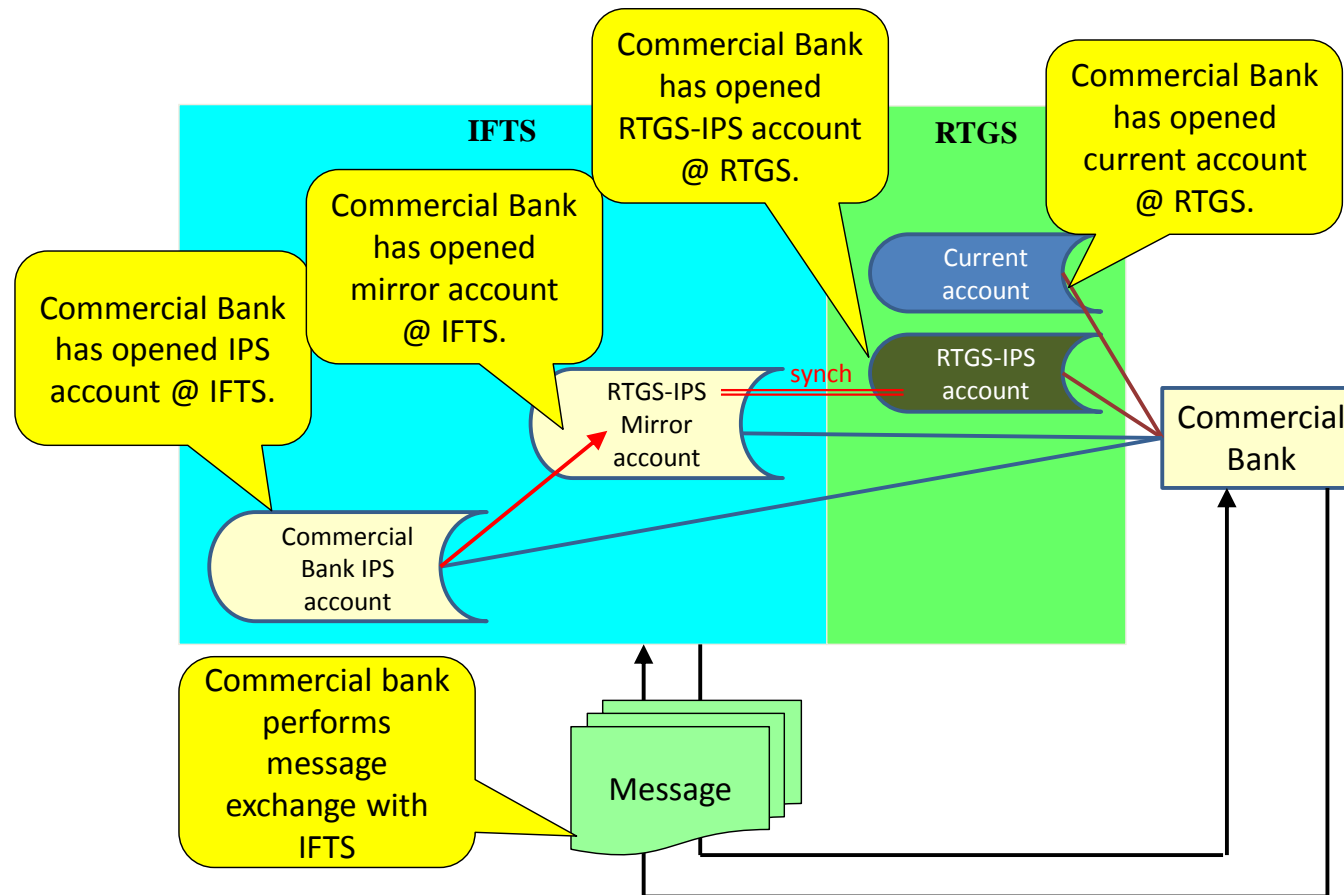 Commercial Bank
has opened
RTGS-IPS account
@ RTGS.
Commercial Bank
has opened
current account
@ RTGS.
IFTS
RTGS
Commercial Bank
has opened
mirror account
@ IFTS.
Commercial Bank
has opened IPS
account @ IFTS.
Current
account
RTGS-IPS
account
synch
RTGS-IPS
Mirror
account
Commercial
Bank
Commercial
Bank IPS
account
Commercial bank
performs
message
exchange with
IFTS
Message